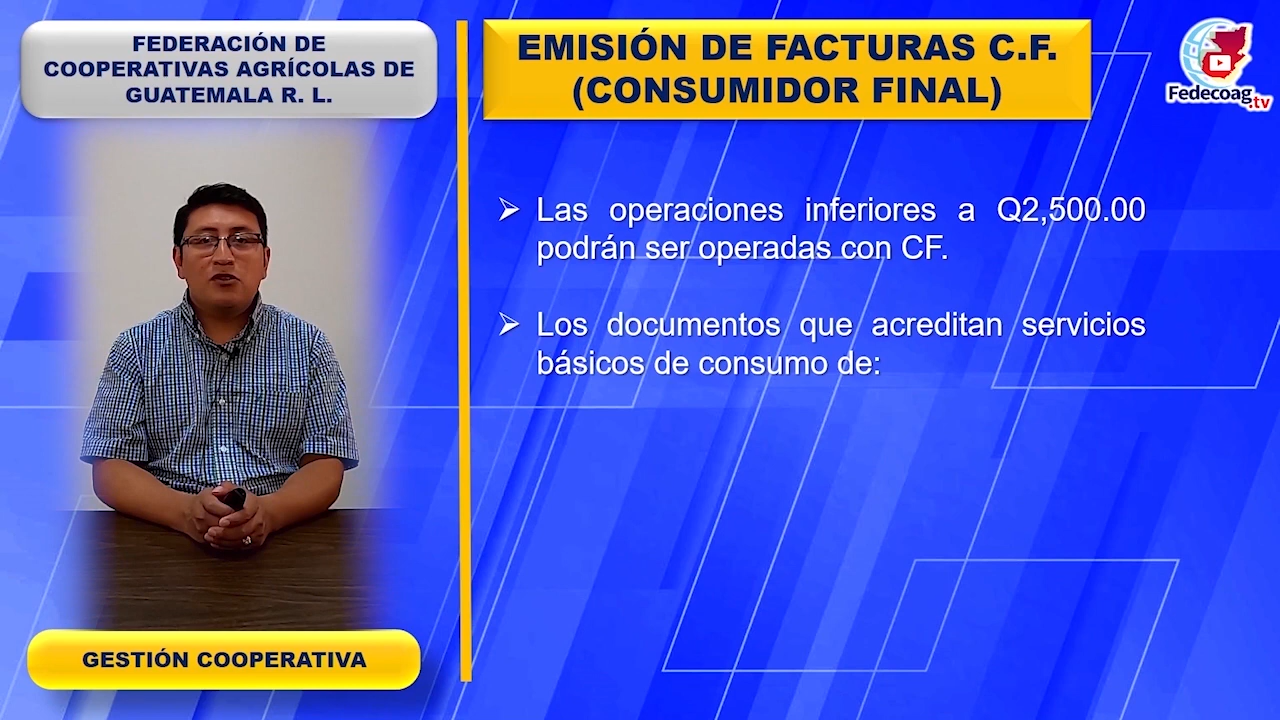 FEDERACIÓN DE
COOPERATIVAS AGRÍCOLAS DE
GUATEMALA R. L.
EMISIÓN DE FACTURAS C.F.
(CONSUMIDOR FINAL)
Fedecoag.tv
Las operaciones inferiores a Q2,500.00
podrán ser operadas con CF.
Los documentos que acreditan servicios
básicos de consumo de:
GESTIÓN COOPERATIVA